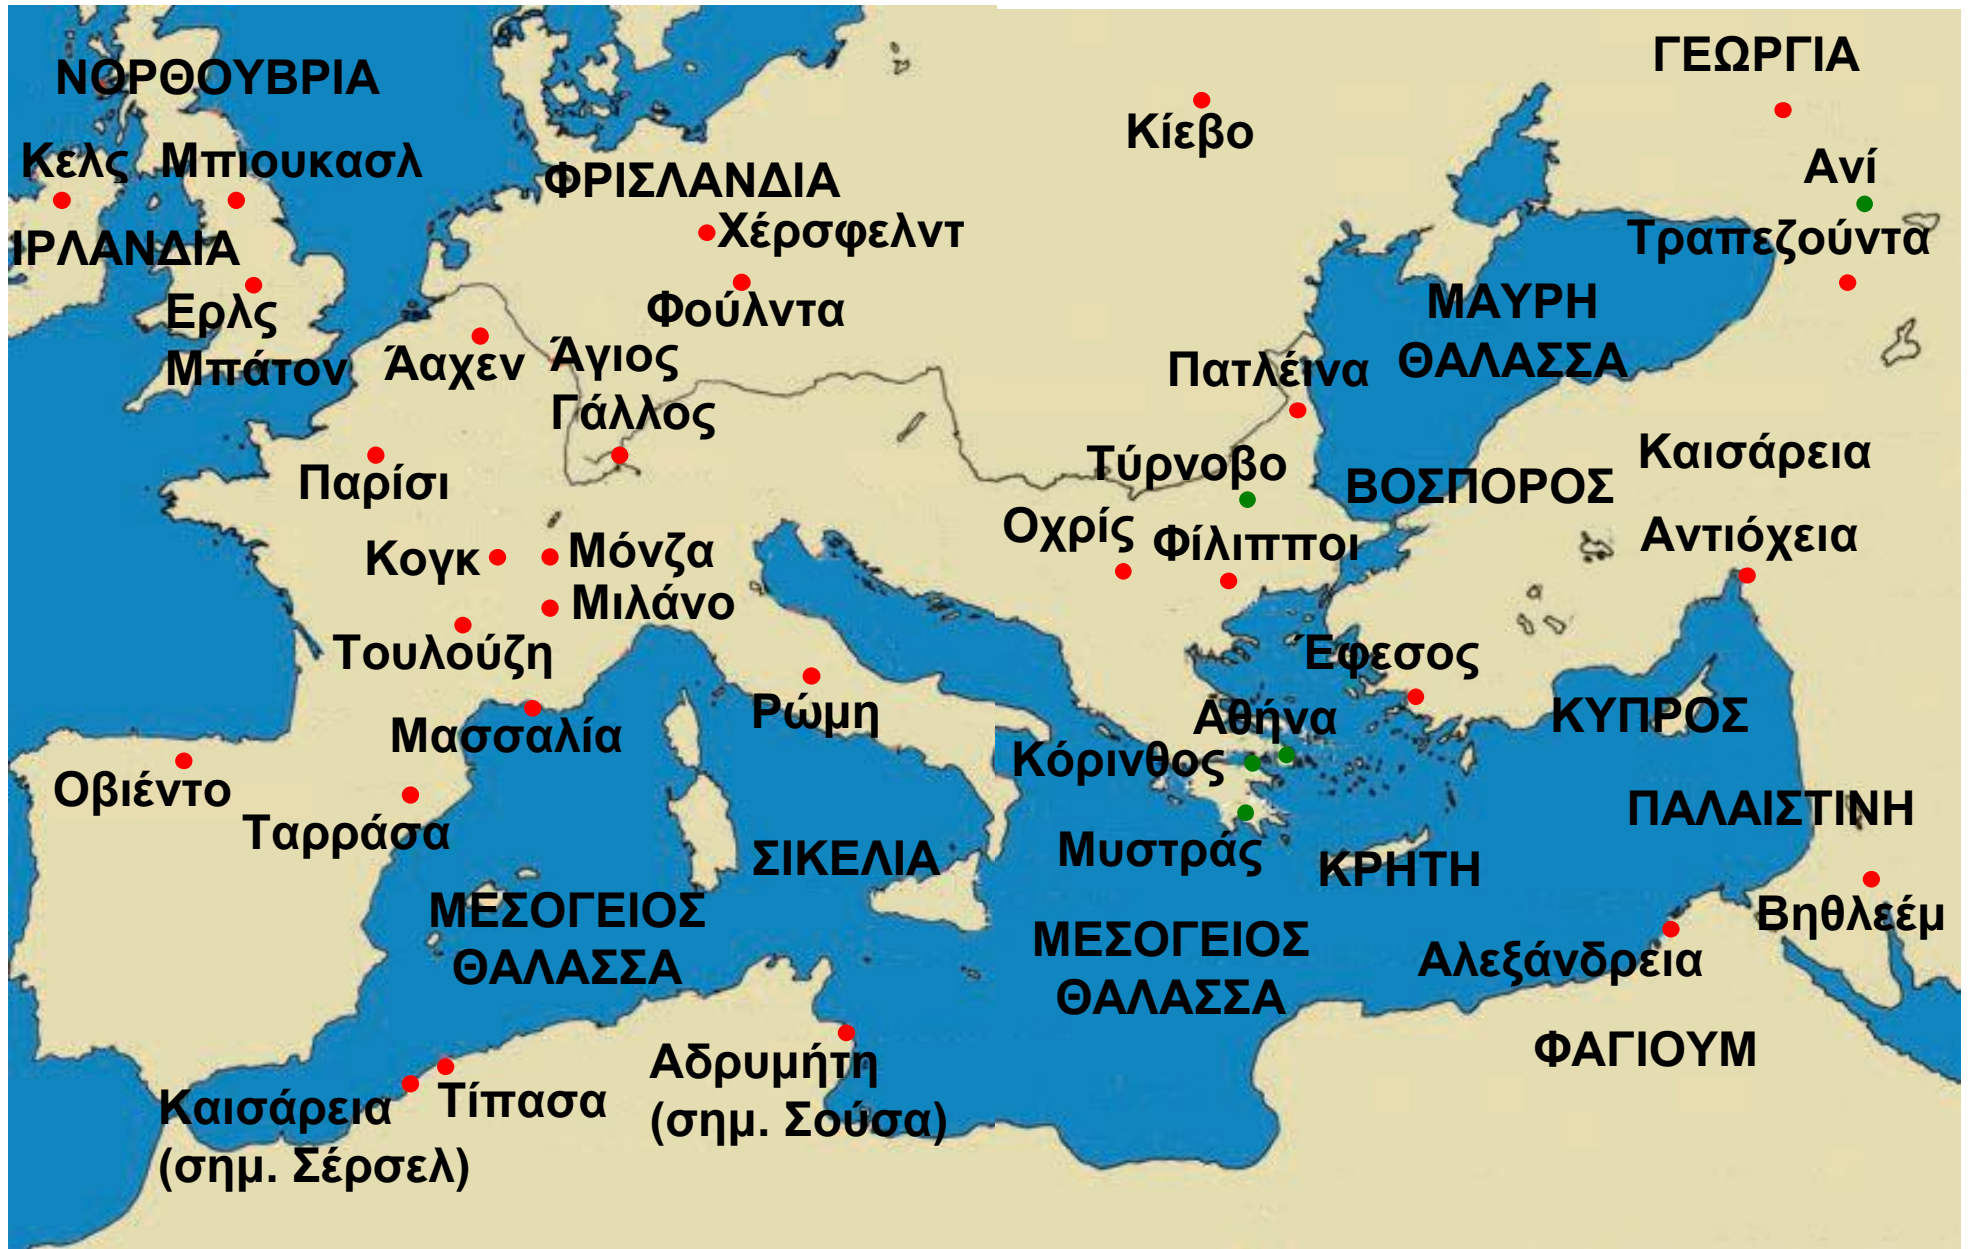 ΝΟΡΘΟΥΒΡΙΑ
ΓΕΩΡΓΙΑ
Κίεβο
Κελς
Μπιουκασλ
ΦΡΙΣΛΑΝΔΙΑ
Ανί
Χέρσφελντ
ΙΡΛΑΝΔΙΑ
Τραπεζούντα
Ερλς
Μπάτον
Φούλντα
ΜΑΥΡΗ
ΘΑΛΑΣΣΑ
Άαχεν
Άγιος
Γάλλος
Πατλέινα
Παρίσι
Τύρνοβο
ΒΟΣΠΟΡΟΣ
Καισάρεια
Οχρίς
Φίλιπποι
Αντιόχεια
Κογκ
Μόνζα
Μιλάνο
Τουλούζη
Έφεσος
Ρώμη
Αθήνα
ΚΥΠΡΟΣ
Μασσαλία
Κόρινθος
Οβιέντο
Ταρράσα
ΠΑΛΑΙΣΤΙΝΗ
ΣΙΚΕΛΙΑ
Μυστράς
ΚΡΗΤΗ
ΜΕΣΟΓΕΙΟΣ
ΘΑΛΑΣΣΑ
ΜΕΣΟΓΕΙΟΣ
ΘΑΛΑΣΣΑ
Βηθλεέμ
Αλεξάνδρεια
ΦΑΓΙΟΥΜ
Αδρυμήτη
(σημ. Σούσα)
Τίπασα
Καισάρεια
(σημ. Σέρσελ)